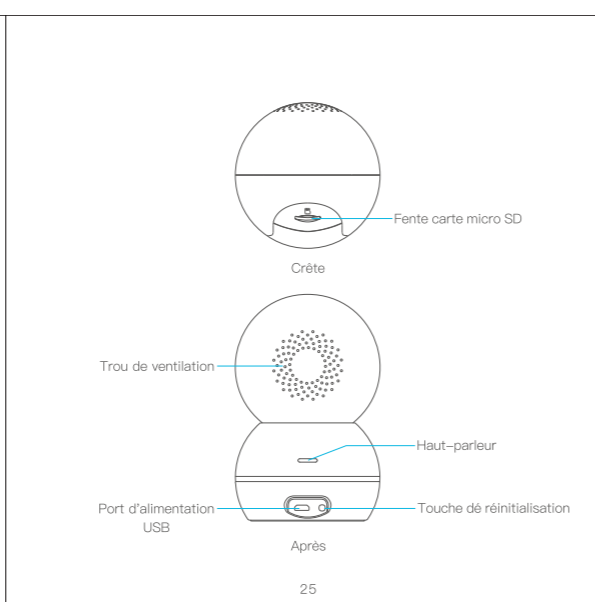 Fente carte micro SD
Crête
Trou de ventilation
Haut-parleur
Port d'alimentation
USB
Touche dé réinitialisation
Après
25